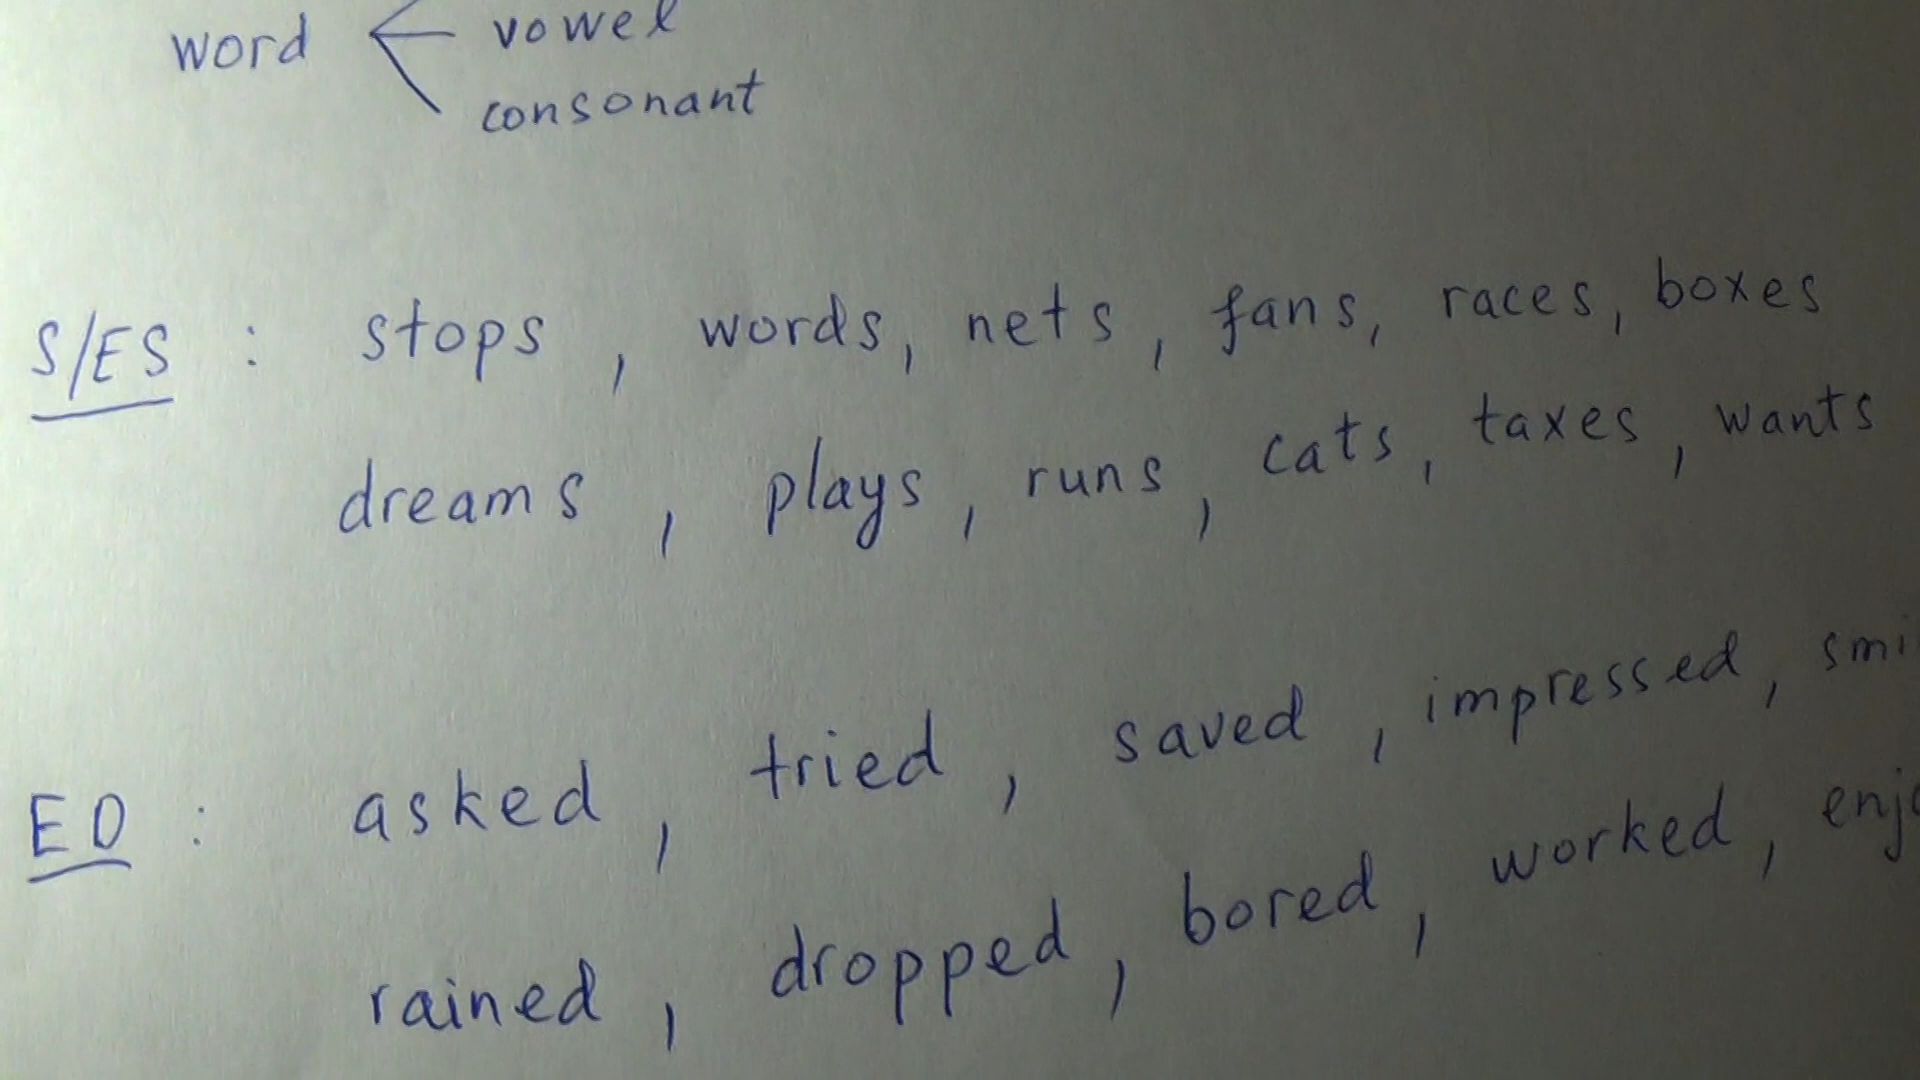 word < vowel
consonant
S/ES : stops , words, nets , fans, races, boxes
dreams , plays, runs , cats, taxes, wants
ED : asked , tried , saved , impressed,
rained , dropped , bored , worked,